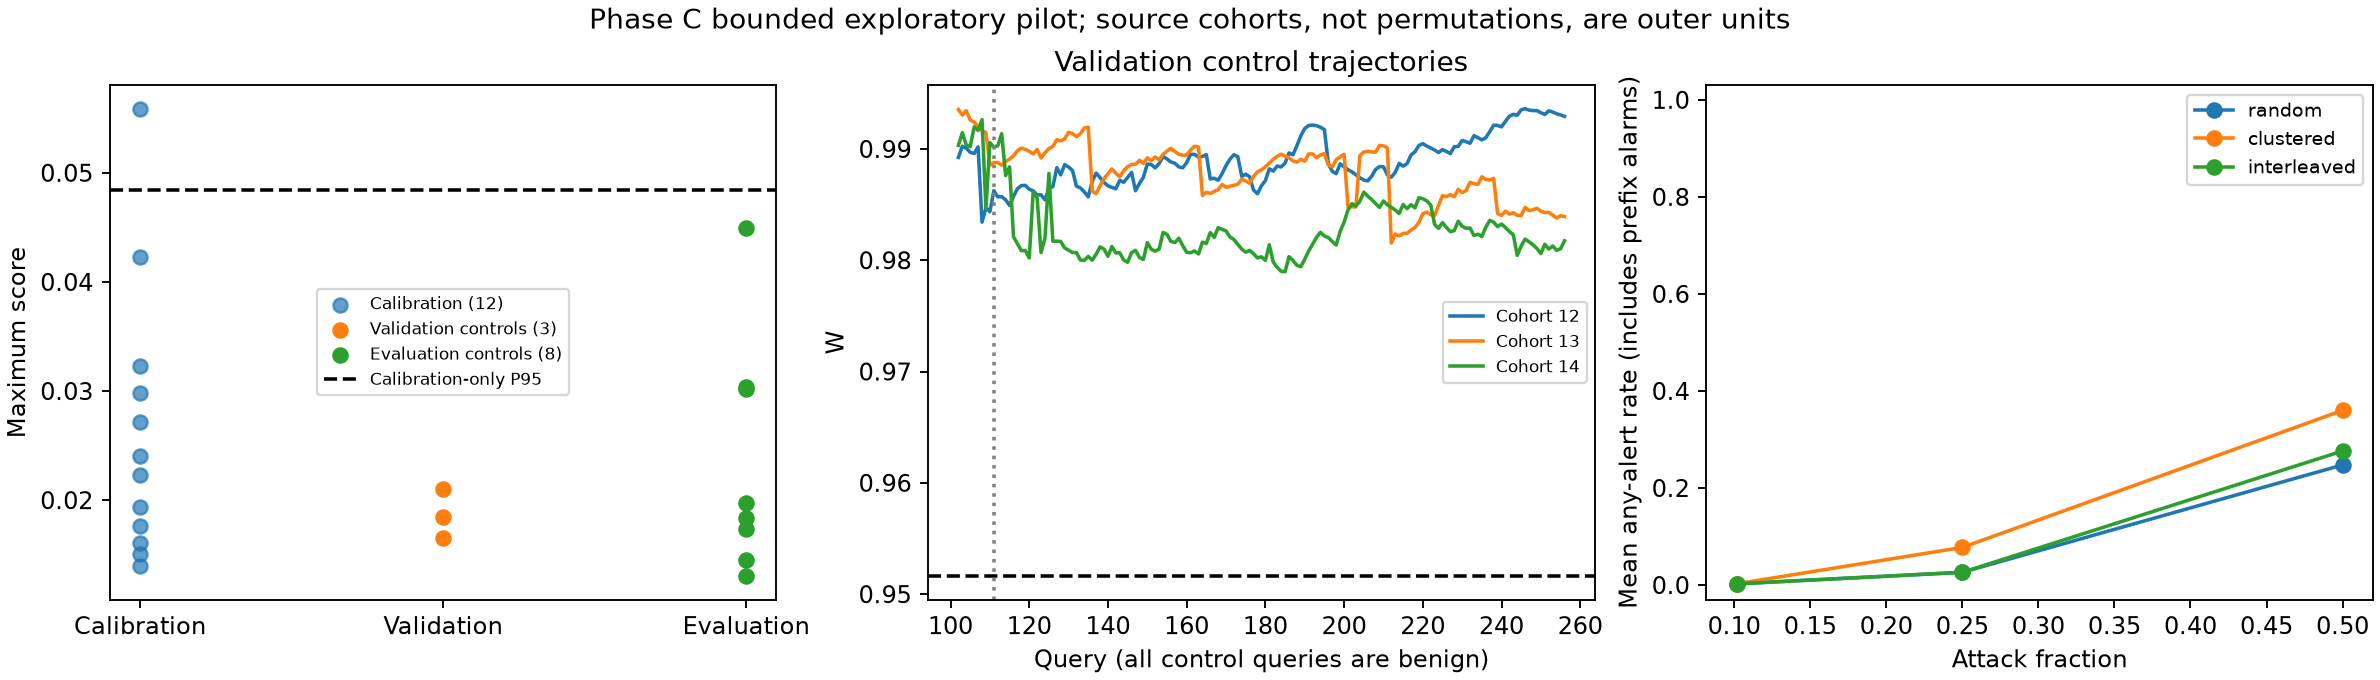 Phase C bounded exploratory pilot; source cohorts, not permutations, are outer units
Maximum score
0.05
0.04
0.03
0.02
Calibration (12)
Validation controls (3)
Evaluation controls (8)
Calibration-only P95
Calibration
Validation
Evaluation
Validation control trajectories
W
0.99
0.98
0.97
0.96
0.95
Cohort 12
Cohort 13
Cohort 14
100 120 140 160 180 200 220 240 260
Query (all control queries are benign)
Mean any-alert rate (includes prefix alarms)
1.0
0.8
0.6
0.4
0.2
0.0
random
clustered
interleaved
0.10 0.15 0.20 0.25 0.30 0.35 0.40 0.45 0.50
Attack fraction